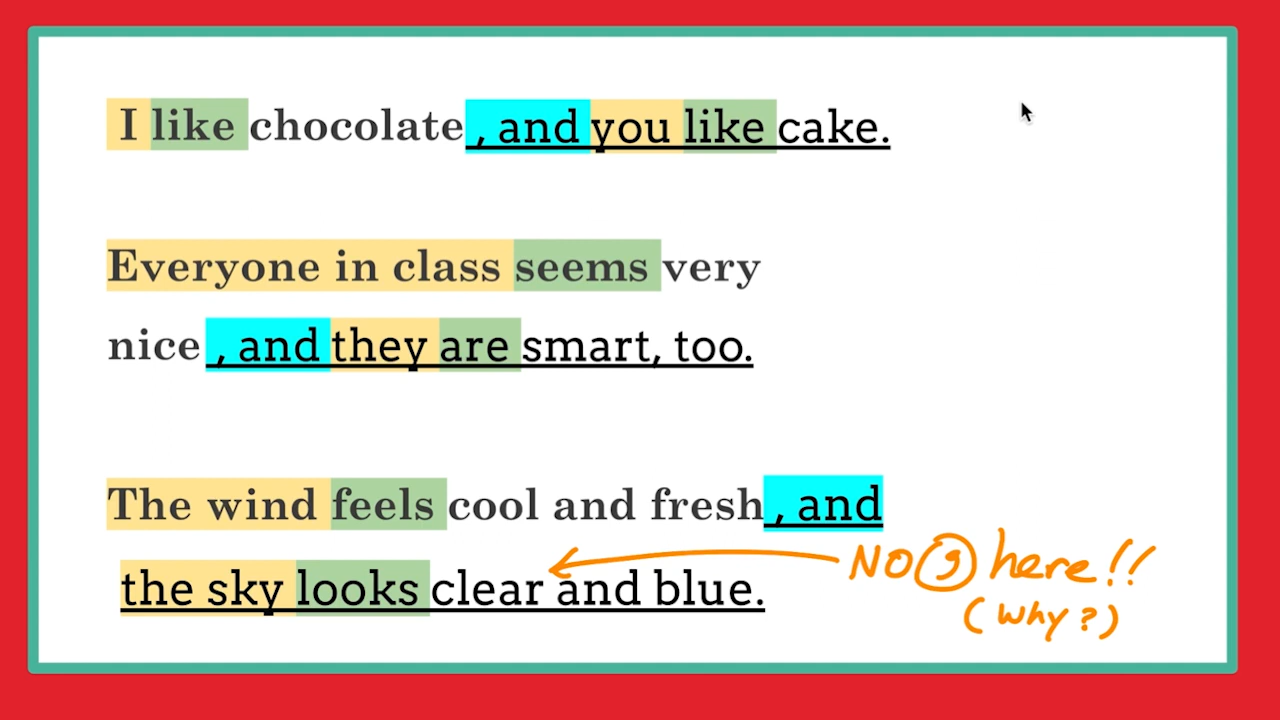 I like chocolate , and you like cake.
Everyone in class seems very
nice , and they are smart, too.
The wind feels cool and fresh , and
the sky looks clear and blue.
NO , here!!
(why?)